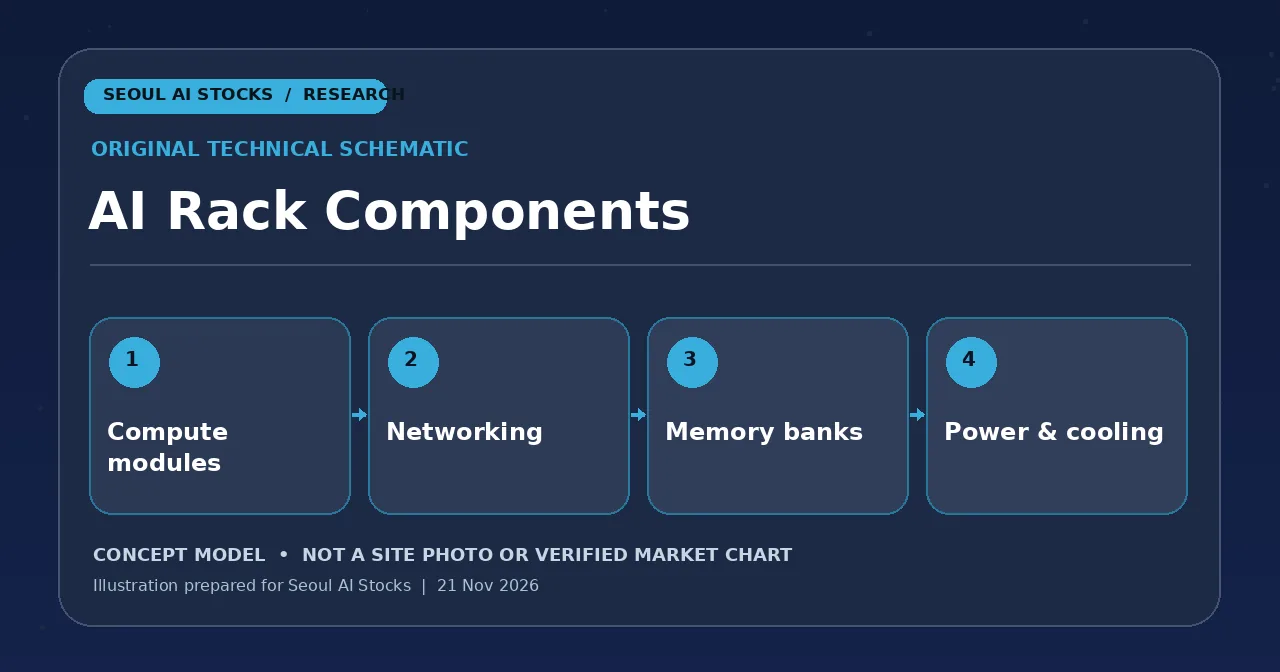 SEOUL AI STOCKS / RESEARCH
ORIGINAL TECHNICAL SCHEMATIC
AI Rack Components
1
Compute
modules
2
Networking
3
Memory banks
4
Power & cooling
CONCEPT MODEL • NOT A SITE PHOTO OR VERIFIED MARKET CHART
Illustration prepared for Seoul AI Stocks | 21 Nov 2026